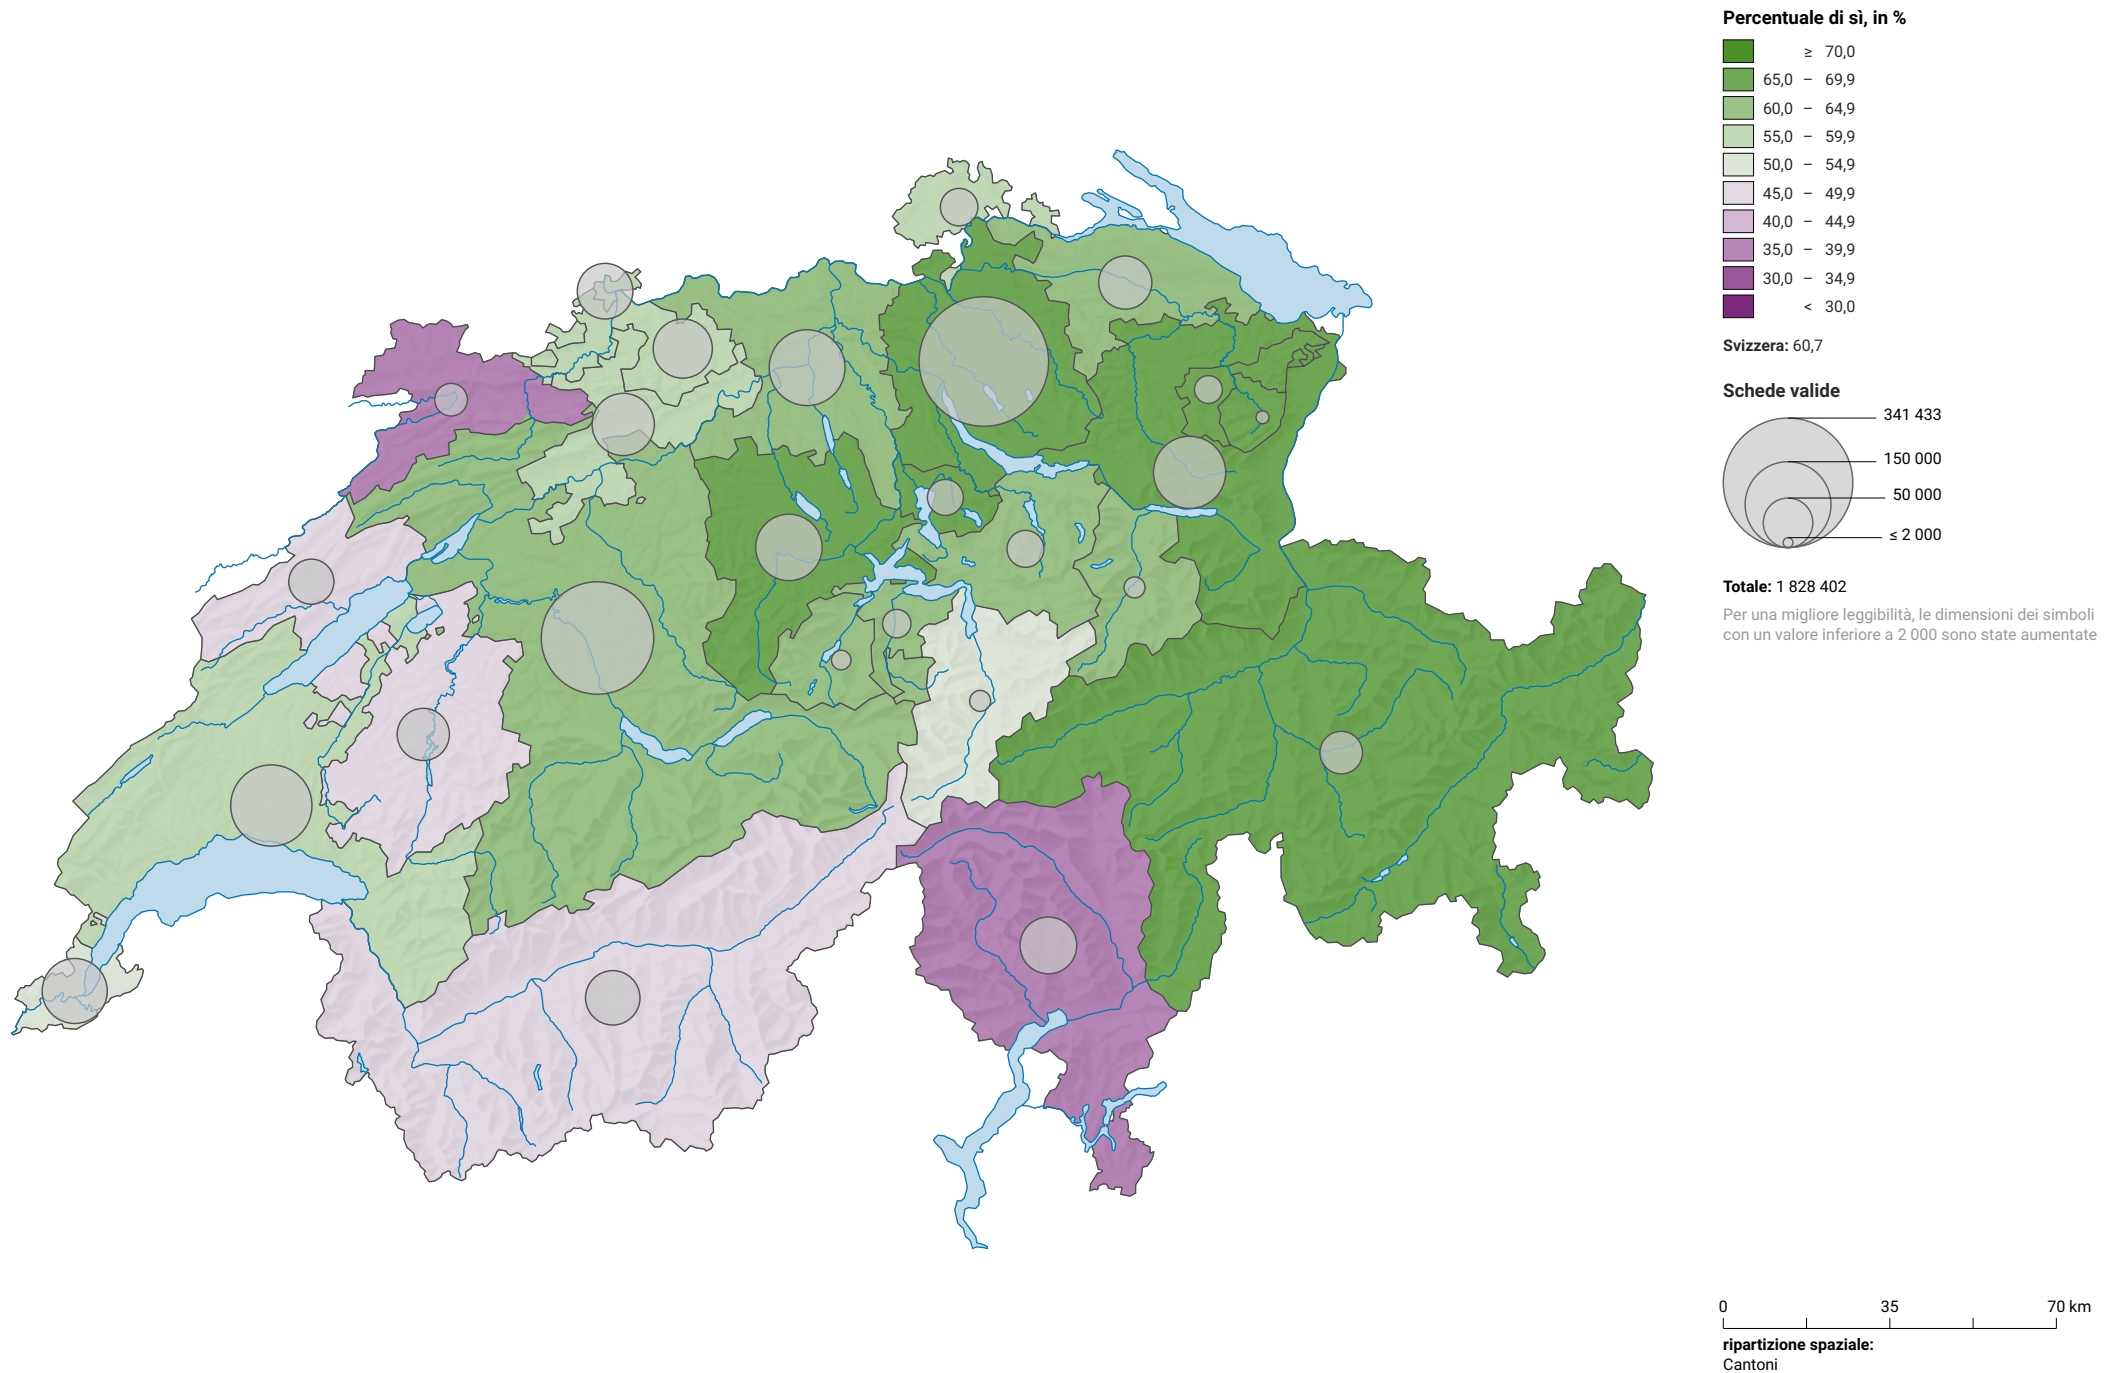 Percentuale di sì, in %
≥ 70,0
65,0 – 69,9
60,0 – 64,9
55,0 – 59,9
50,0 – 54,9
45,0 – 49,9
40,0 – 44,9
35,0 – 39,9
30,0 – 34,9
< 30,0
Svizzera: 60,7
Schede valide
341 433
150 000
50 000
≤ 2 000
Totale: 1 828 402
Per una migliore leggibilità, le dimensioni dei simboli
con un valore inferiore a 2 000 sono state aumentate
0 35 70 km
ripartizione spaziale:
Cantoni